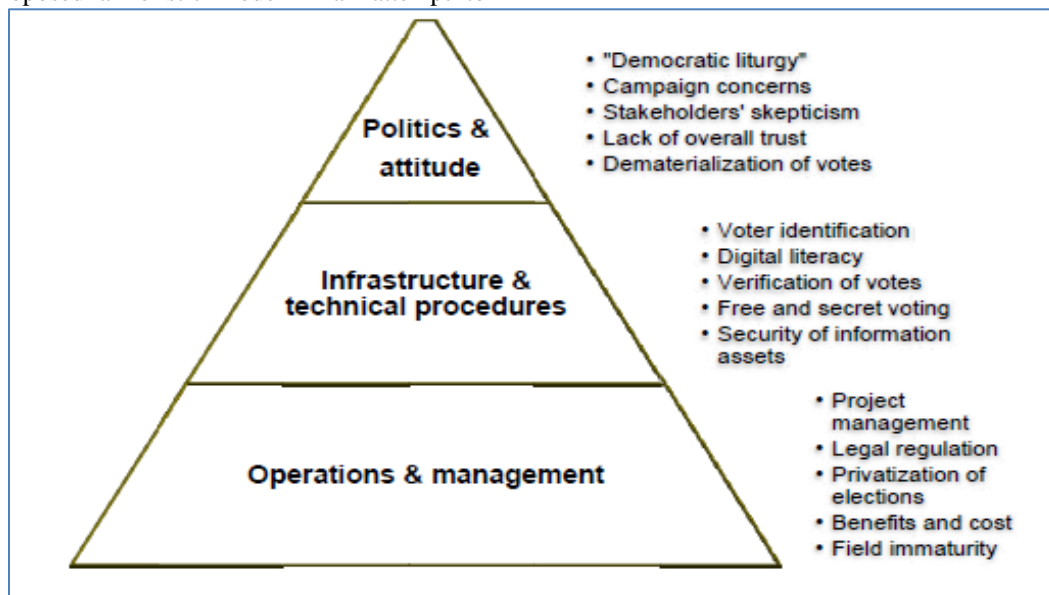 • "Democratic liturgy"
• Campaign concerns
• Stakeholders' skepticism
• Lack of overall trust
• Dematerialization of votes
Politics &
attitude
• Voter identification
• Digital literacy
• Verification of votes
• Free and secret voting
• Security of information
assets
Infrastructure &
technical procedures
• Project
management
• Legal regulation
• Privatization of
elections
• Benefits and cost
• Field immaturity
Operations & management